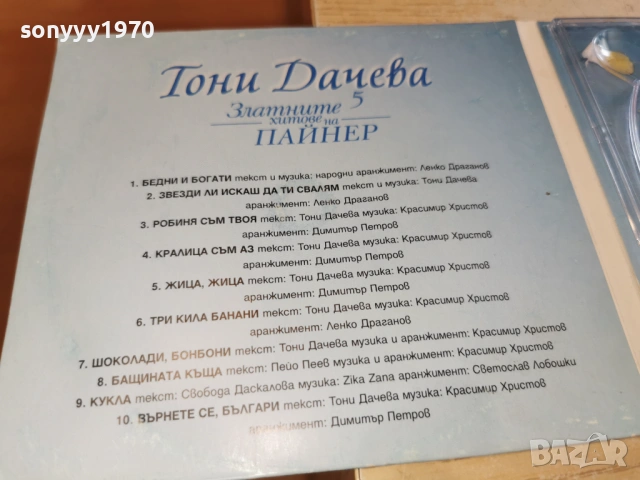 sonyyy1970
Тони Дачева
Златните 5
хитове на
ПАЙНЕР
1. БЕДНИ И БОГАТИ текст и музика: народни аранжимент: Ленко Драганов
2. ЗВЕЗДИ ЛИ ИСКАШ ДА ТИ СВАЛЯМ текст и музика: Тони Дачева
аранжимент: Ленко Драганов
3. РОБИНЯ СЪМ ТВОЯ текст: Тони Дачева музика: Красимир Христов
аранжимент: Димитър Петров
4. КРАЛИЦА СЪМ АЗ текст: Тони Дачева музика: Красимир Христов
аранжимент: Димитър Петров
5. ЖИЦА, ЖИЦА текст: Тони Дачева музика: Красимир Христов
аранжимент: Димитър Петров
6. ТРИ КИЛА БАНАНИ текст: Тони Дачева музика: Красимир Христов
аранжимент: Ленко Драганов
7. ШОКОЛАДИ, БОНБОНИ текст: Тони Дачева музика и аранжимент: Красимир Христов
8. БАЩИНАТА КЪЩА текст: Пейо Пеев музика и аранжимент: Красимир Христов
9. КУКЛА текст: Свобода Даскалова музика: Zika Zana аранжимент: Светослав Лобошки
10. ВЪРНЕТЕ СЕ, БЪЛГАРИ текст: Тони Дачева музика: Красимир Христов
аранжимент: Димитър Петров
BAZAR